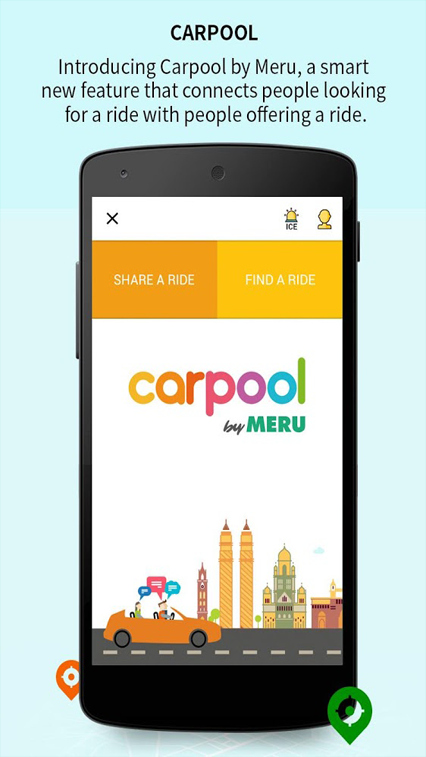 CARPOOL
Introducing Carpool by Meru, a smart
new feature that connects people looking
for a ride with people offering a ride.
ICE
SHARE A RIDE FIND A RIDE
carpool
by MERU